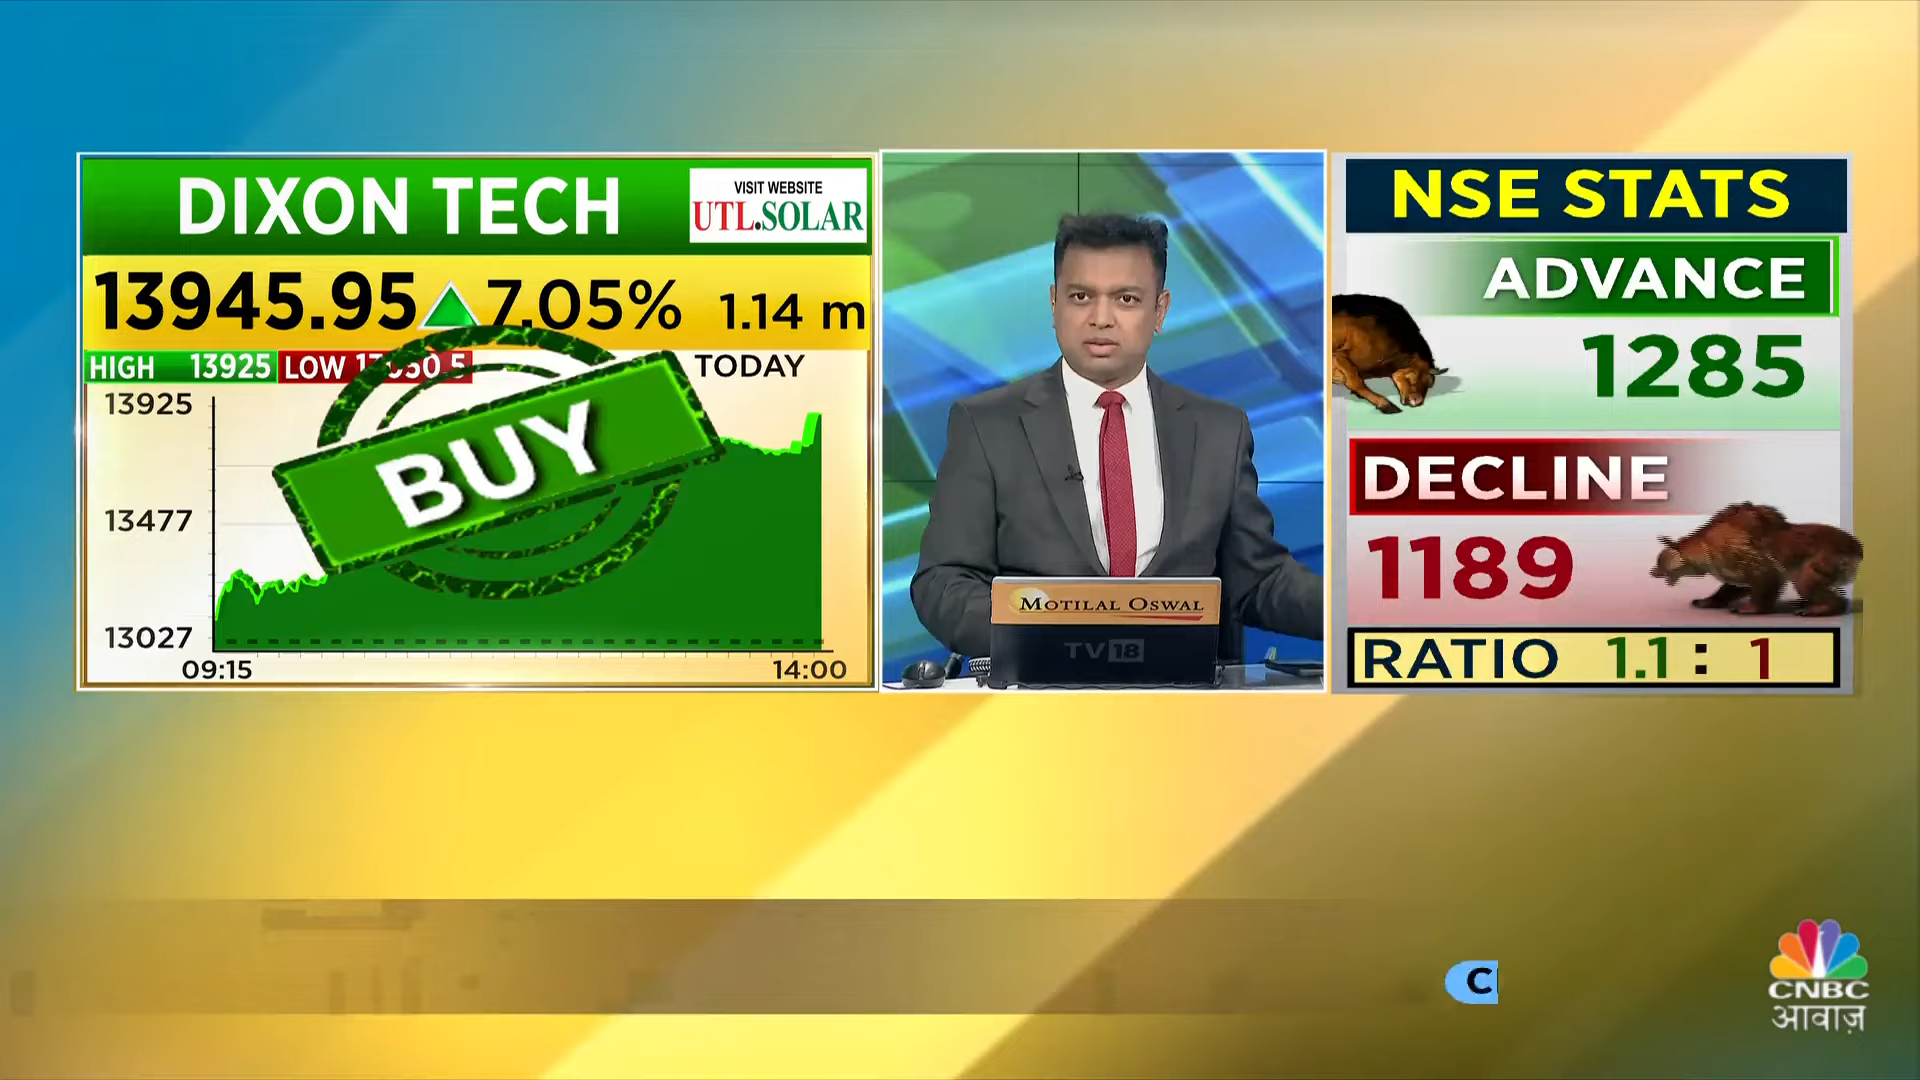 DIXON TECH
VISIT WEBSITE
UTL.SOLAR
13945.95 7.05% 1.14 m
HIGH 13925 LOW
TODAY
13925
13477
13027
09:15 14:00
BUY
MOTILAL OSWAL
TV18
NSE STATS
ADVANCE
1285
DECLINE
1189
RATIO 1.1 : 1
C
CNBC
आवाज़